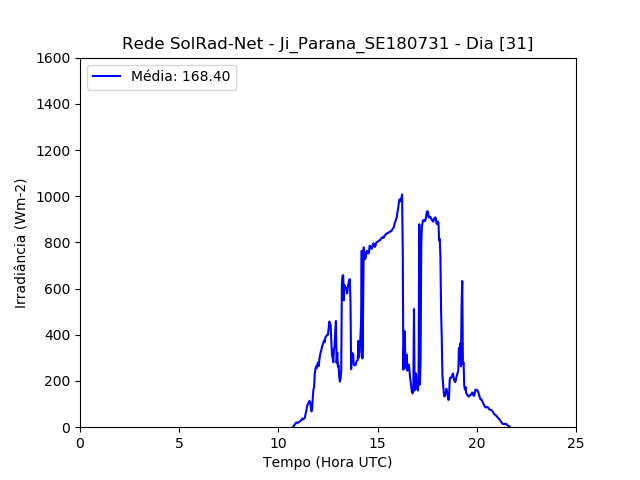 Rede SolRad-Net - Ji_Parana_SE180731 - Dia [31]
Média: 168.40
Irradiância (Wm-2)
1600
1400
1200
1000
800
600
400
200
0
0 5 10 15 20 25
Tempo (Hora UTC)